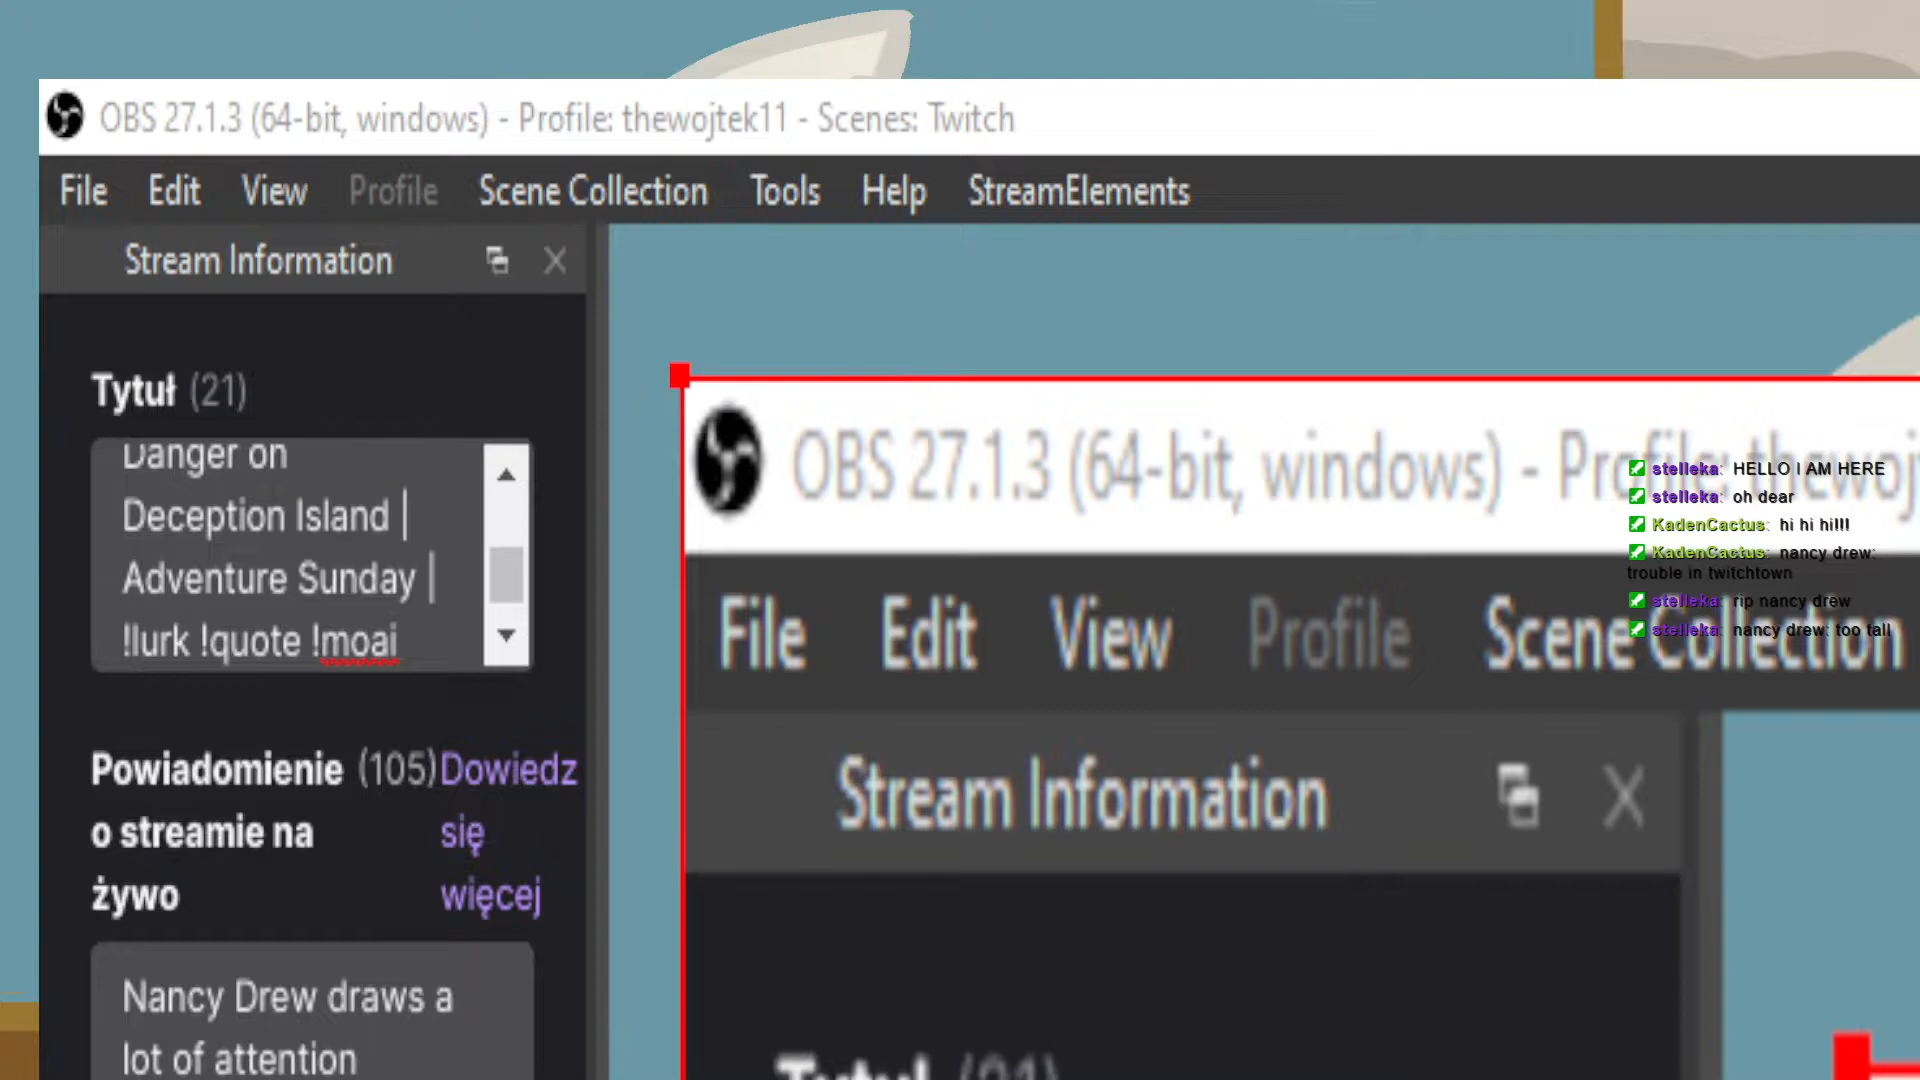 OBS 27.1.3 (64-bit, windows) - Profile: thewojtek11 - Scenes: Twitch
File Edit View Profile Scene Collection Tools Help StreamElements
Stream Information
Tytuł (21)
Danger on
Deception Island |
Adventure Sunday |
!lurk !quote !moai
Powiadomienie (105) Dowiedz
o streamie na się
żywo więcej
Nancy Drew draws a
lot of attention
OBS 27.1.3 (64-bit, windows) - Profile: thewoj
File Edit View Profile Scene Collection
Stream Information
Tytuł (21)
stelleka: HELLO I AM HERE
stelleka: oh dear
KadenCactus: hi hi hi!!!
KadenCactus: nancy drew:
trouble in twitchtown
stelleka: rip nancy drew
stelleka: nancy drew: too tall